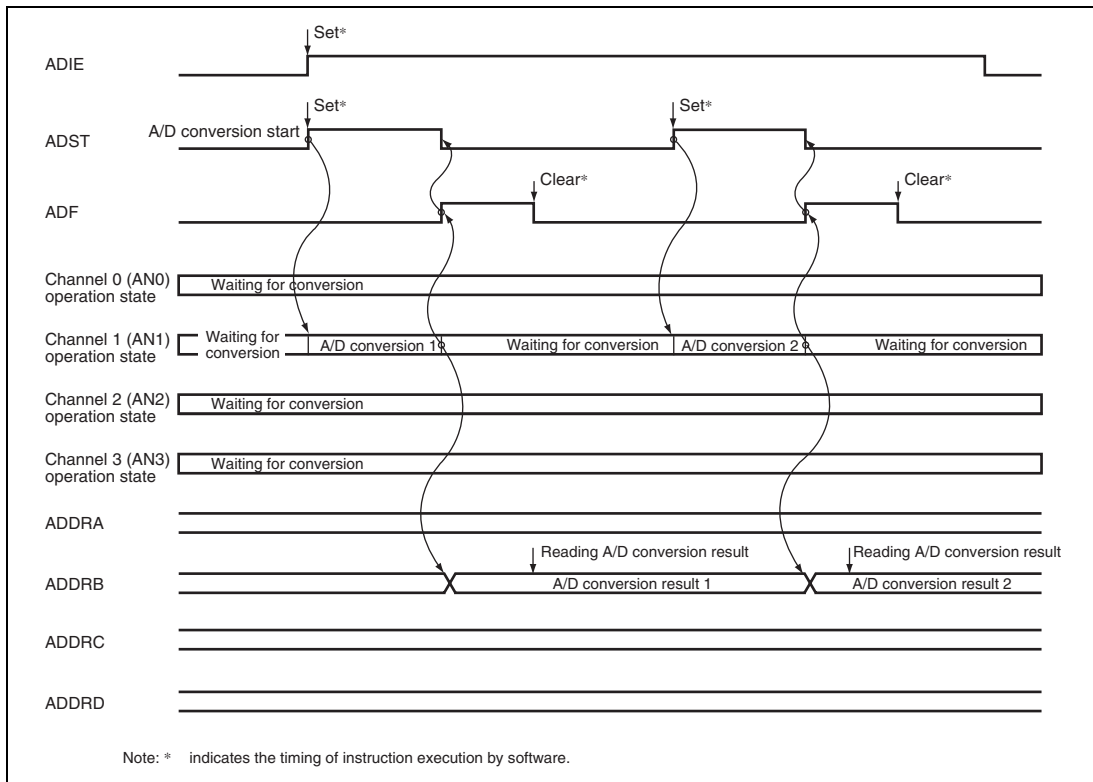 Set*
ADIE
Set*
Set*
A/D conversion start
ADST
Clear*
Clear*
ADF
Channel 0 (AN0)
operation state
Waiting for conversion
Channel 1 (AN1)
operation state
Waiting for
conversion
A/D conversion 1
Waiting for conversion
A/D conversion 2
Waiting for conversion
Channel 2 (AN2)
operation state
Waiting for conversion
Channel 3 (AN3)
operation state
Waiting for conversion
ADDRA
Reading A/D conversion result
Reading A/D conversion result
ADDRB
A/D conversion result 1
A/D conversion result 2
ADDRC
ADDRD
Note: * indicates the timing of instruction execution by software.